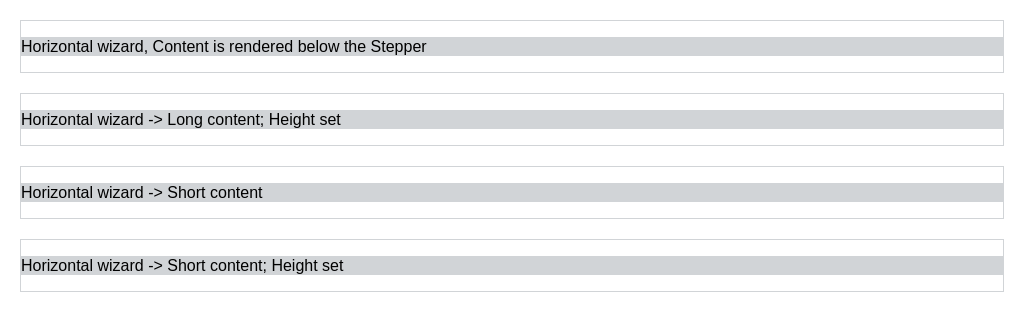 Horizontal wizard, Content is rendered below the Stepper
Horizontal wizard -> Long content; Height set
Horizontal wizard -> Short content
Horizontal wizard -> Short content; Height set